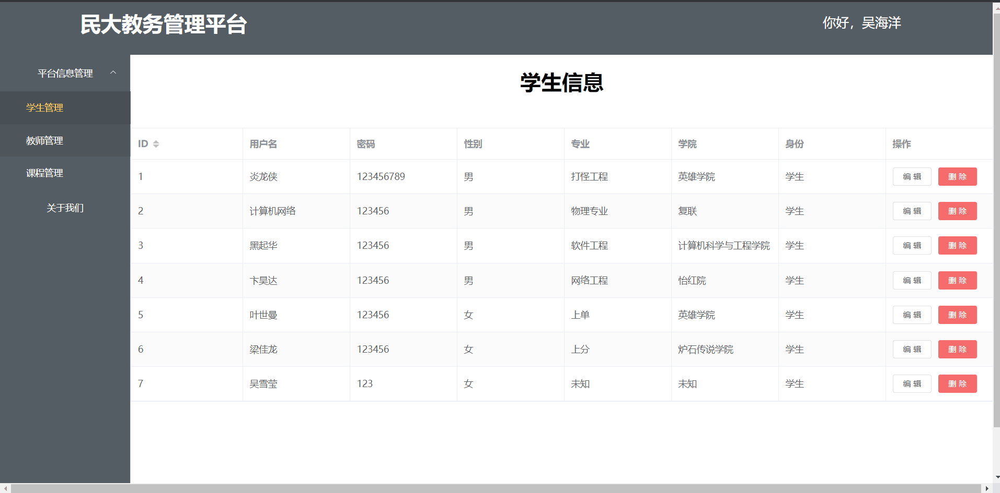 民大教务管理平台
你好，吴海洋
平台信息管理
学生管理
教师管理
课程管理
关于我们
学生信息
ID 用户名 密码 性别 专业 学院 身份 操作
1 炎龙侠 123456789 男 打怪工程 英雄学院 学生 编 辑 删 除
2 计算机网络 123456 男 物理专业 复联 学生 编 辑 删 除
3 黑起华 123456 男 软件工程 计算机科学与工程学院 学生 编 辑 删 除
4 卞昊达 123456 男 网络工程 怡红院 学生 编 辑 删 除
5 叶世曼 123456 女 上单 英雄学院 学生 编 辑 删 除
6 梁佳龙 123456 女 上分 炉石传说学院 学生 编 辑 删 除
7 吴雪莹 123 女 未知 未知 学生 编 辑 删 除